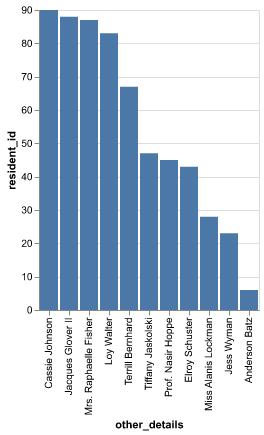 90
80
70
60
50
40
30
20
10
0
resident_id
Cassie Johnson
Jacques Glover II
Mrs. Raphaelle Fisher
Loy Walter
Terrill Bernhard
Tiffany Jaskolski
Prof. Nasir Hoppe
Elroy Schuster
Miss Alanis Lockman
Jess Wyman
Anderson Batz
other_details